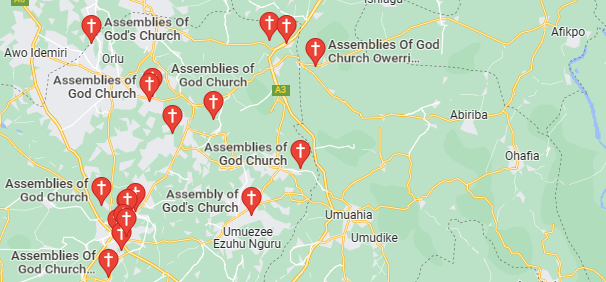 Ishiagu
A6
Assemblies Of
God's Church
Afikpo
Assemblies Of God
Church Owerri...
Awo Idemiri
Orlu
Assemblies of
God Church
Assemblies of
God Church
A3
Abiriba
Assemblies of
God Church
Ohafia
Assemblies of
God Church
Assembly of
God's Church
Umuahia
Umuezee
Ezuhu Nguru
Umudike
Assemblies Of
God Church...